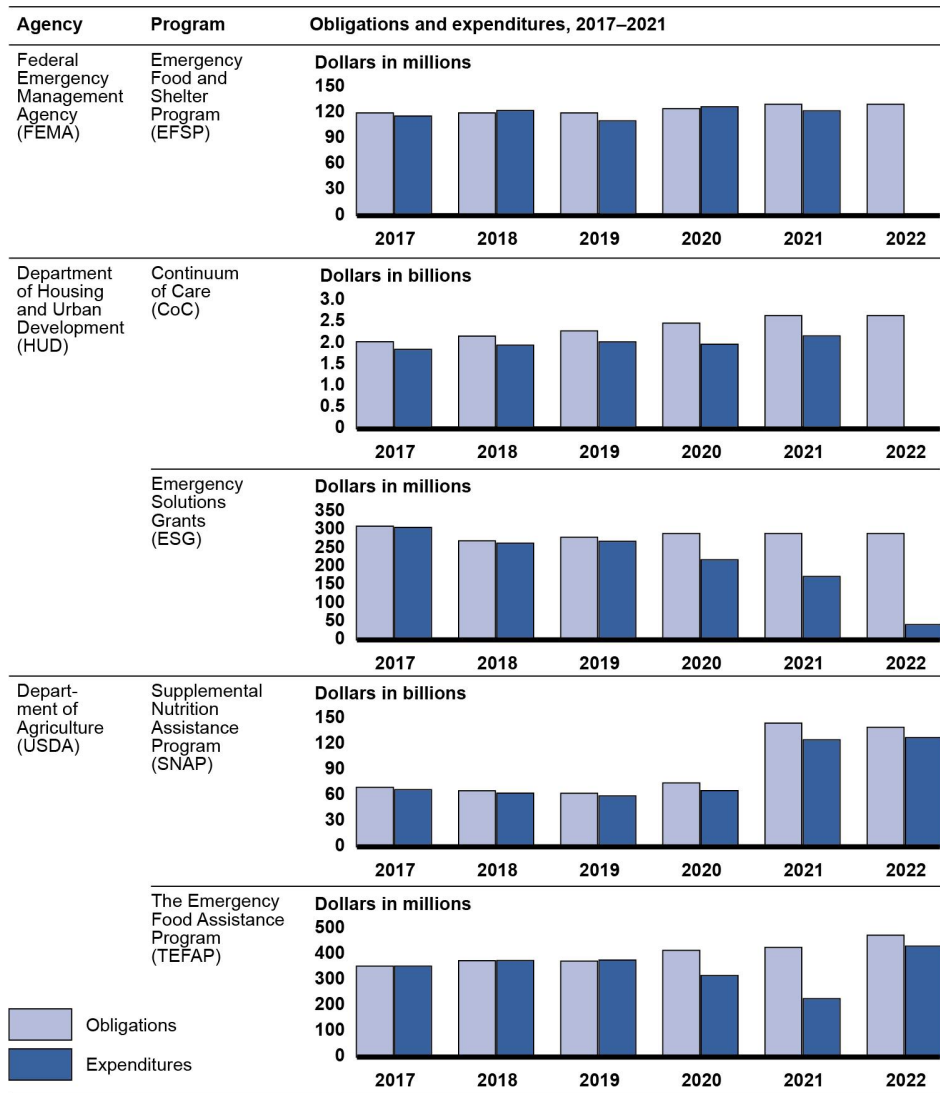 Agency Program Obligations and expenditures, 2017–2021
Federal
Emergency
Management
Agency
(FEMA)
Emergency
Food and
Shelter
Program
(EFSP)
Dollars in millions
150
120
90
60
30
0
2017 2018 2019 2020 2021 2022
Department
of Housing
and Urban
Development
(HUD)
Continuum
of Care
(CoC)
Dollars in billions
3.0
2.5
2.0
1.5
1.0
0.5
0
2017 2018 2019 2020 2021 2022
Emergency
Solutions
Grants
(ESG)
Dollars in millions
350
300
250
200
150
100
50
0
2017 2018 2019 2020 2021 2022
Depart-
ment of
Agriculture
(USDA)
Supplemental
Nutrition
Assistance
Program
(SNAP)
Dollars in billions
150
120
90
60
30
0
2017 2018 2019 2020 2021 2022
The Emergency
Food Assistance
Program
(TEFAP)
Dollars in millions
500
400
300
200
100
0
2017 2018 2019 2020 2021 2022
Obligations
Expenditures